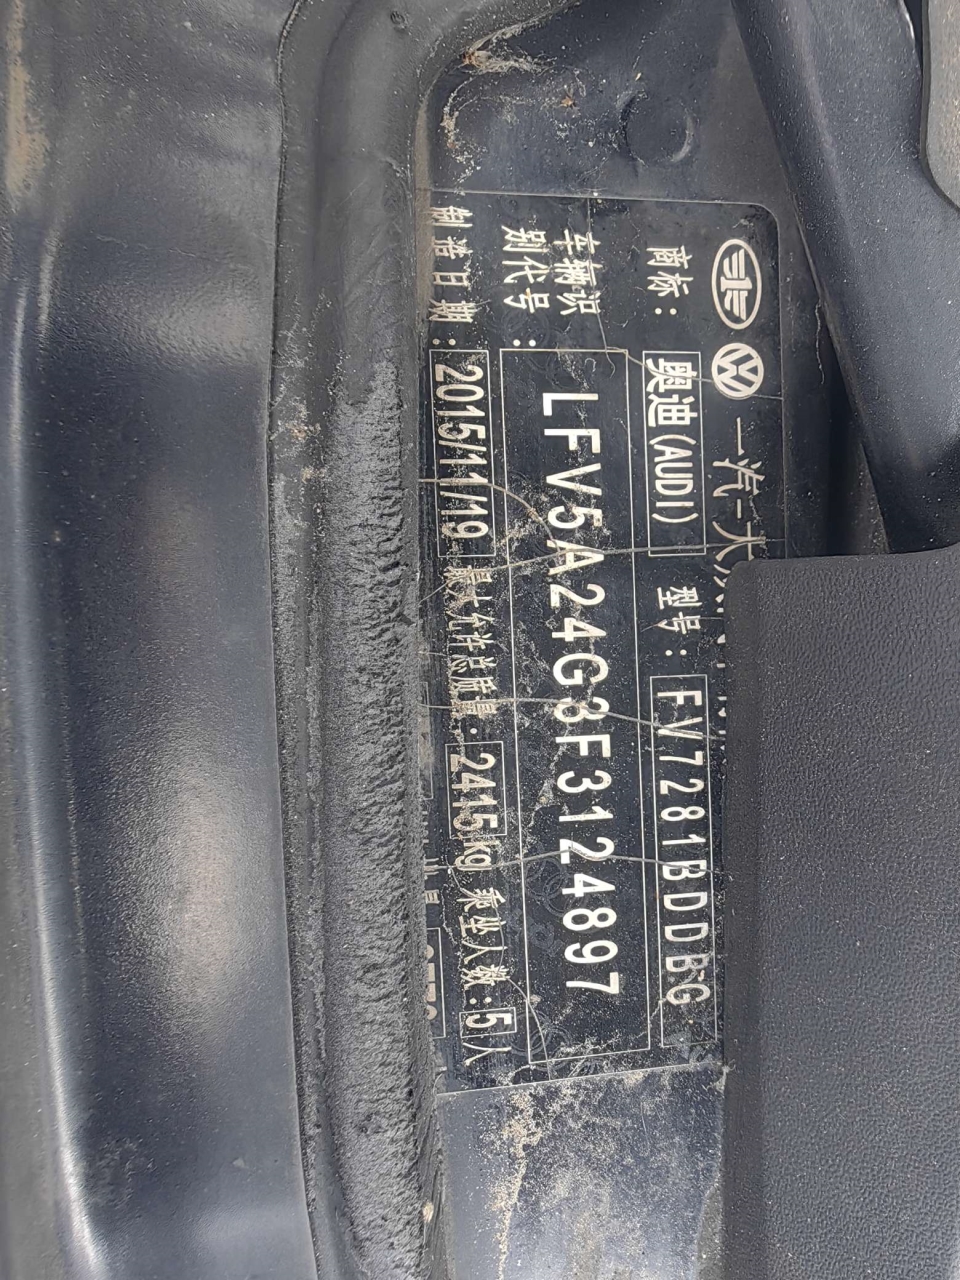 一汽-大
商标: 奥迪(AUDI) 型号: FV7281BDDBG
车辆识
别代号: LFV5A24G3F3124897
制造日期: 2015/11/19 最大允许总质量: 2415kg 乘坐人数:5人